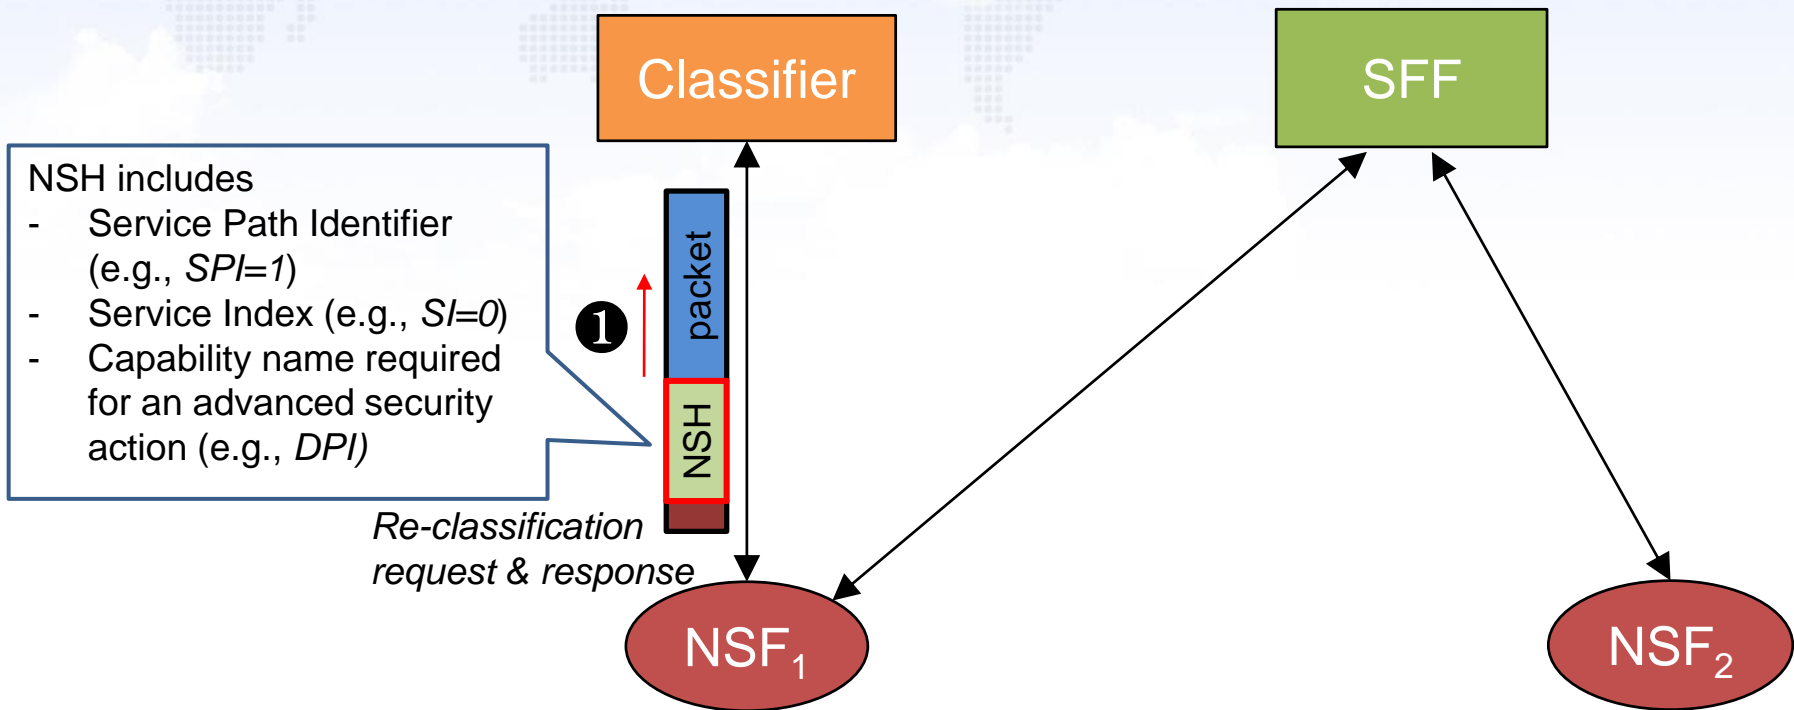 Classifier
SFF
NSH includes
- Service Path Identifier
(e.g., SPI=1)
- Service Index (e.g., SI=0)
- Capability name required
for an advanced security
action (e.g., DPI)
❶
packet
NSH
Re-classification
request & response
NSF₁
NSF₂